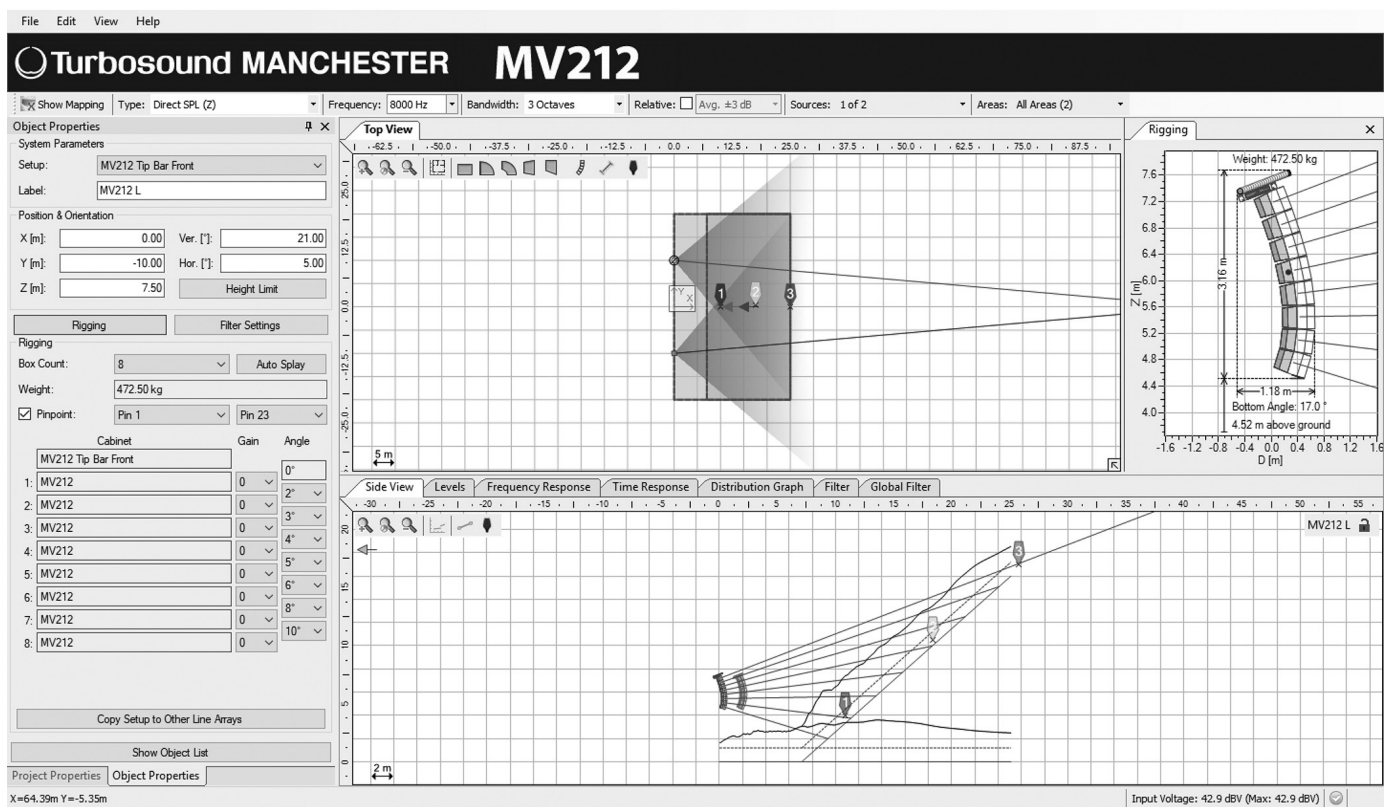 File Edit View Help
Turbosound MANCHESTER MV212
Show Mapping Type: Direct SPL (Z) Frequency: 8000 Hz Bandwidth: 3 Octaves Relative: Avg. ±3 dB Sources: 1 of 2 Areas: All Areas (2)
Object Properties
System Parameters
Setup: MV212 Tip Bar Front
Label: MV212 L
Position & Orientation
X [m]: 0.00 Ver. [°]: 21.00
Y [m]: -10.00 Hor. [°]: 5.00
Z [m]: 7.50 Height Limit
Rigging Filter Settings
Rigging
Box Count: 8 Auto Splay
Weight: 472.50 kg
Pinpoint: Pin 1 Pin 23
Cabinet Gain Angle
MV212 Tip Bar Front
0°
1: MV212 0
2°
2: MV212 0
3°
3: MV212 0
4°
4: MV212 0
5°
5: MV212 0
6°
6: MV212 0
8°
7: MV212 0
10°
8: MV212 0
Copy Setup to Other Line Arrays
Show Object List
Project Properties Object Properties
X=64.39m Y=-5.35m
Top View
-62.5 -50.0 -37.5 -25.0 -12.5 0.0 12.5 25.0 37.5 50.0 62.5 75.0 87.5
25.0
12.5
0.0
-12.5
-25.0
Y
X
1 2 3
5 m
Rigging
Weight: 472.50 kg
7.6
7.2
6.8
6.4
6.0
5.6
5.2
4.8
4.4
4.0
Z [m]
3.16 m
1.18 m
Bottom Angle: 17.0 °
4.52 m above ground
-1.6 -1.2 -0.8 -0.4 0.0 0.4 0.8 1.2 1.6
D [m]
Side View Levels Frequency Response Time Response Distribution Graph Filter Global Filter
-30 -25 -20 -15 -10 -5 0 5 10 15 20 25 30 35 40 45 50 55
MV212 L
20
15
10
5
0
3
2
1
2 m
Input Voltage: 42.9 dBV (Max: 42.9 dBV)